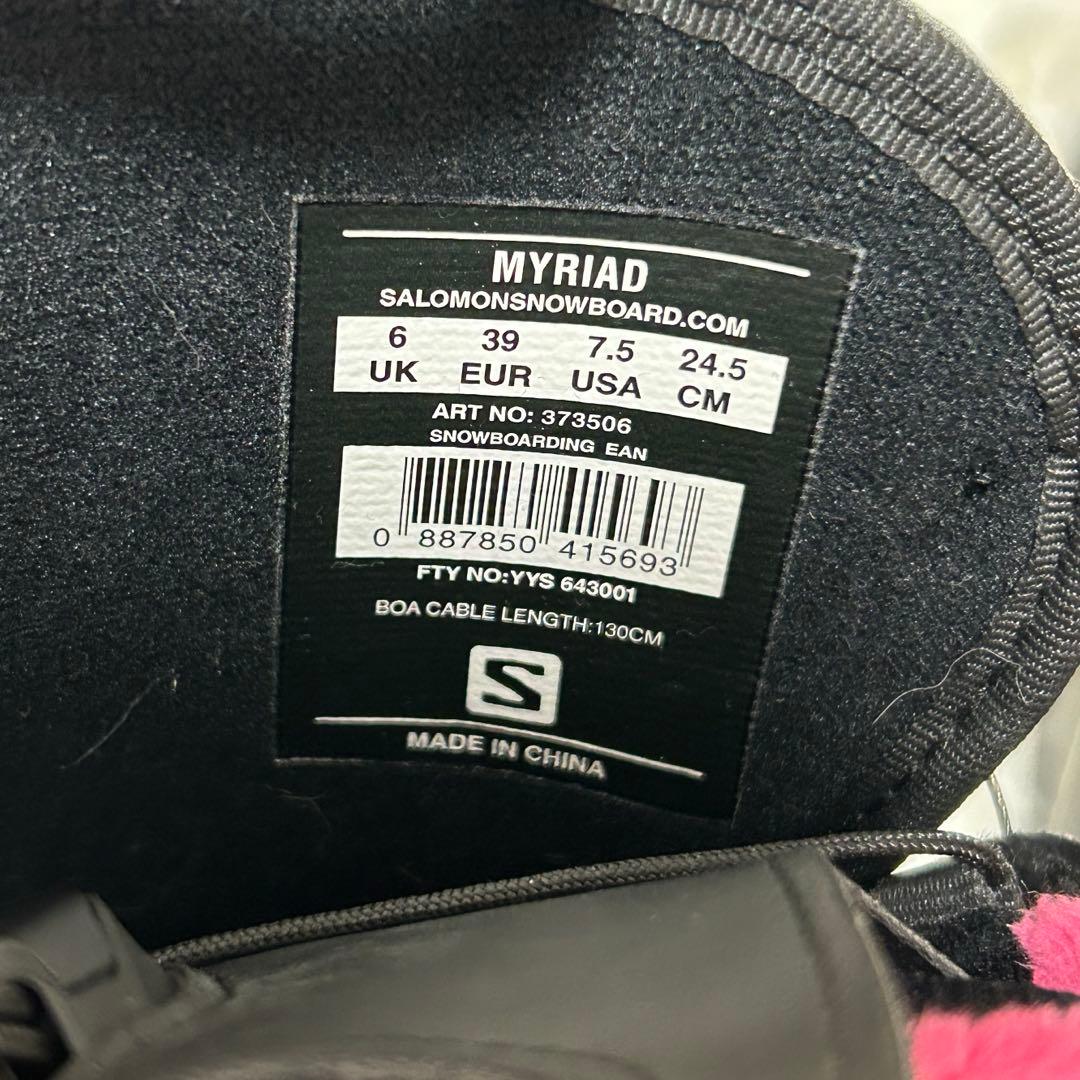 MYRIAD
SALOMONSNOWBOARD.COM
6 39 7.5 24.5
UK EUR USA CM
ART NO: 373506
SNOWBOARDING EAN
0 887850 415693
FTY NO:YYS 643001
BOA CABLE LENGTH:130CM
S
MADE IN CHINA